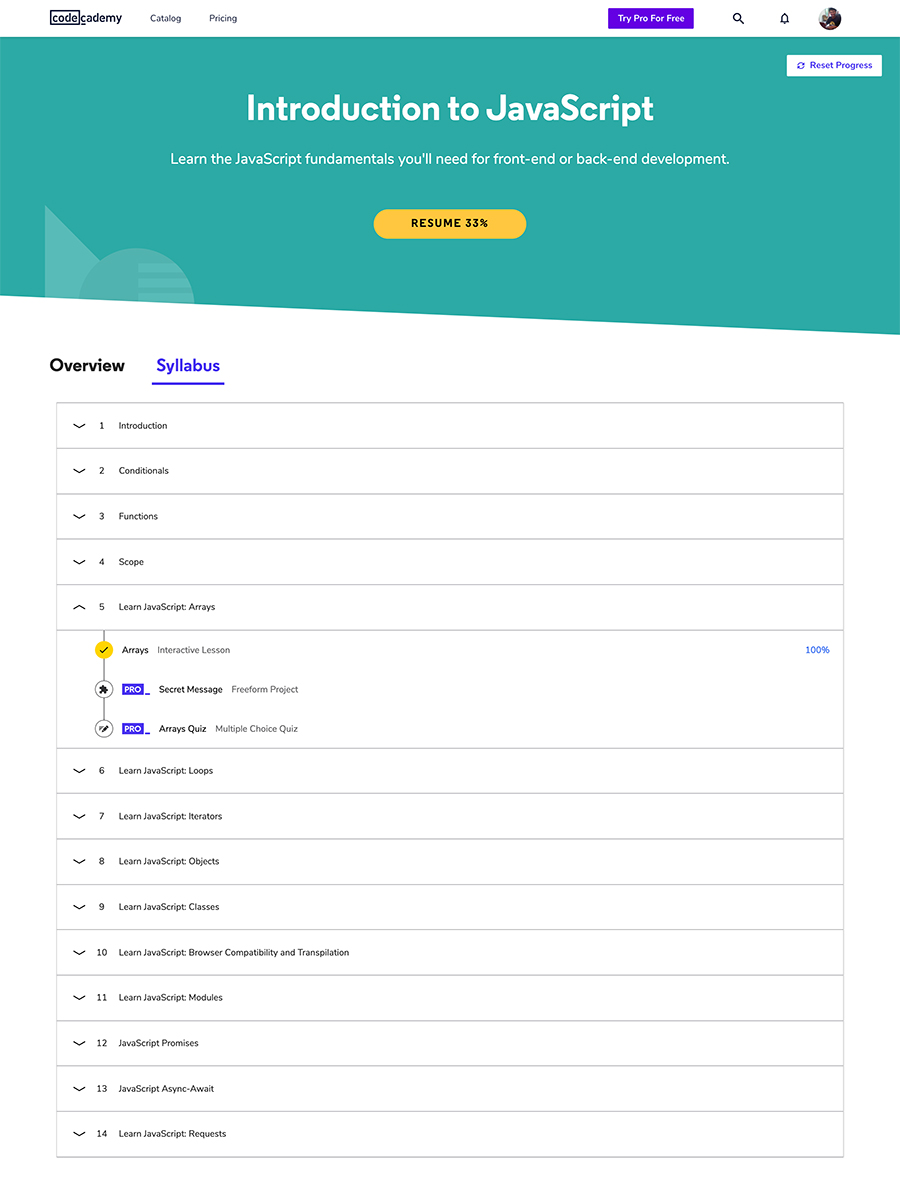 codecademy Catalog Pricing Try Pro For Free
Reset Progress
Introduction to JavaScript
Learn the JavaScript fundamentals you'll need for front-end or back-end development.
RESUME 33%
Overview Syllabus
1 Introduction
2 Conditionals
3 Functions
4 Scope
5 Learn JavaScript: Arrays
Arrays Interactive Lesson 100%
PRO_ Secret Message Freeform Project
PRO_ Arrays Quiz Multiple Choice Quiz
6 Learn JavaScript: Loops
7 Learn JavaScript: Iterators
8 Learn JavaScript: Objects
9 Learn JavaScript: Classes
10 Learn JavaScript: Browser Compatibility and Transpilation
11 Learn JavaScript: Modules
12 JavaScript Promises
13 JavaScript Async-Await
14 Learn JavaScript: Requests